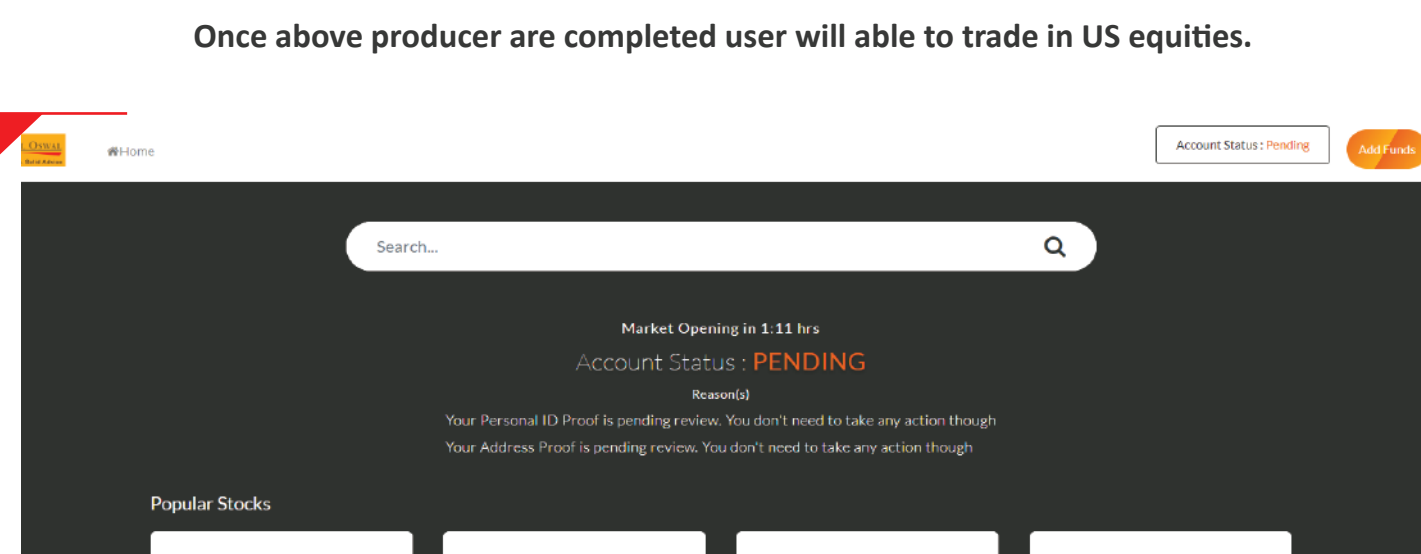 Once above producer are completed user will able to trade in US equities.
OSWAL
Home
Account Status : Pending
Add Funds
Search...
Market Opening in 1:11 hrs
Account Status : PENDING
Reason(s)
Your Personal ID Proof is pending review. You don't need to take any action though
Your Address Proof is pending review. You don't need to take any action though
Popular Stocks